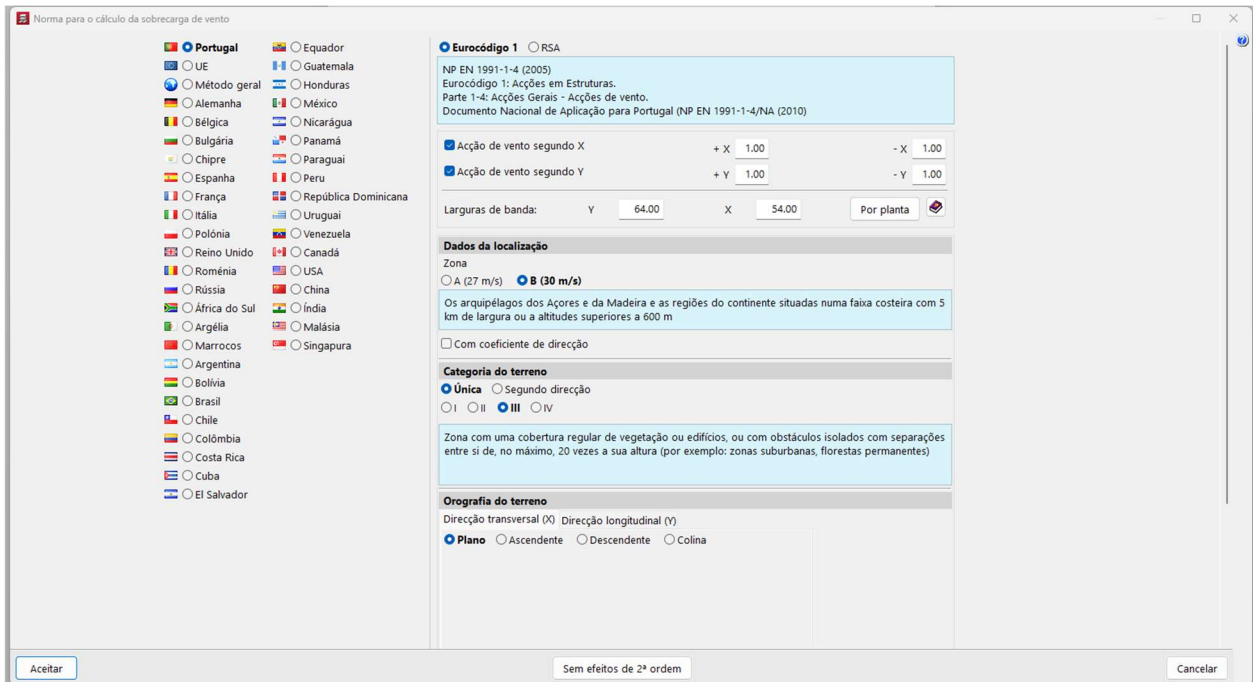 Norma para o cálculo da sobrecarga de vento
Portugal
UE
Método geral
Alemanha
Bélgica
Bulgária
Chipre
Espanha
França
Itália
Polónia
Reino Unido
Roménia
Rússia
África do Sul
Argélia
Marrocos
Argentina
Bolívia
Brasil
Chile
Colômbia
Costa Rica
Cuba
El Salvador
Equador
Guatemala
Honduras
México
Nicarágua
Panamá
Paraguai
Peru
República Dominicana
Uruguai
Venezuela
Canadá
USA
China
Índia
Malásia
Singapura
Eurocódigo 1 RSA
NP EN 1991-1-4 (2005)
Eurocódigo 1: Acções em Estruturas.
Parte 1-4: Acções Gerais - Acções de vento.
Documento Nacional de Aplicação para Portugal (NP EN 1991-1-4/NA (2010)
Acção de vento segundo X + X 1.00 - X 1.00
Acção de vento segundo Y + Y 1.00 - Y 1.00
Larguras de banda: Y 64.00 X 54.00 Por planta
Dados da localização
Zona
A (27 m/s) B (30 m/s)
Os arquipélagos dos Açores e da Madeira e as regiões do continente situadas numa faixa costeira com 5
km de largura ou a altitudes superiores a 600 m
Com coeficiente de direcção
Categoria do terreno
Única Segundo direcção
I II III IV
Zona com uma cobertura regular de vegetação ou edifícios, ou com obstáculos isolados com separações
entre si de, no máximo, 20 vezes a sua altura (por exemplo: zonas suburbanas, florestas permanentes)
Orografia do terreno
Direcção transversal (X) Direcção longitudinal (Y)
Plano Ascendente Descendente Colina
Aceitar Sem efeitos de 2ª ordem Cancelar